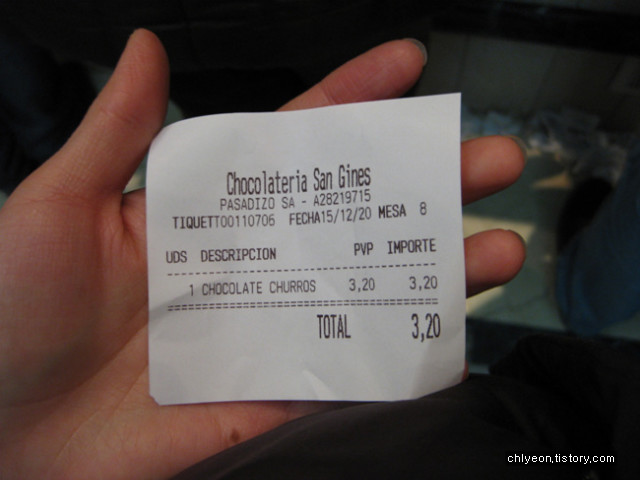 Chocolateria San Gines
PASADIZO SA - A28219715
TIQUETT00110706 FECHA15/12/20 MESA 8
UDS DESCRIPCION PVP IMPORTE
1 CHOCOLATE CHURROS 3,20 3,20
TOTAL 3,20
chlyeon.tistory.com